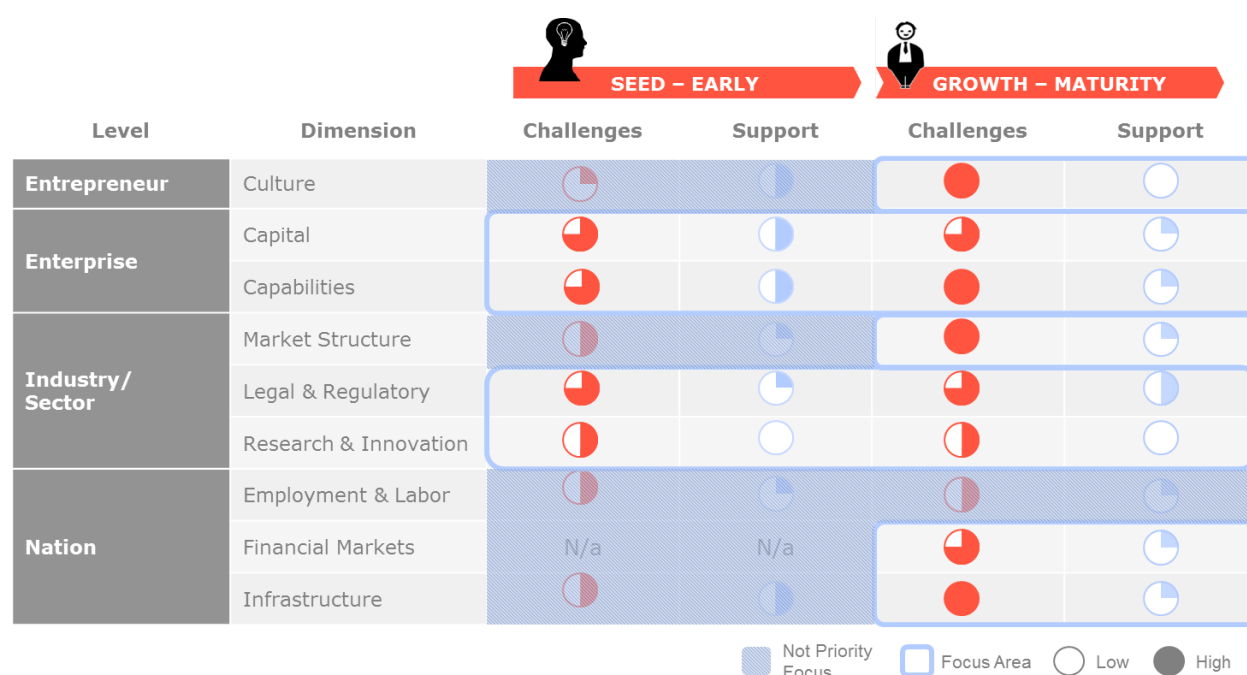 SEED – EARLY
GROWTH – MATURITY
Level Dimension Challenges Support Challenges Support
Entrepreneur Culture
Enterprise Capital
Capabilities
Industry/
Sector
Market Structure
Legal & Regulatory
Research & Innovation
Nation
Employment & Labor
Financial Markets N/a N/a
Infrastructure
Not Priority
Focus
Focus Area Low High